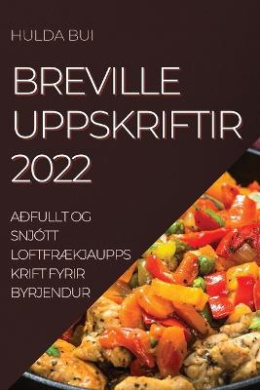 HULDA BUI
BREVILLE
UPPSKRIFTIR
2022
AÐFULLT OG
SNJÓTT
LOFTFRÆKJAUPPS
KRIFT FYRIR
BYRJENDUR